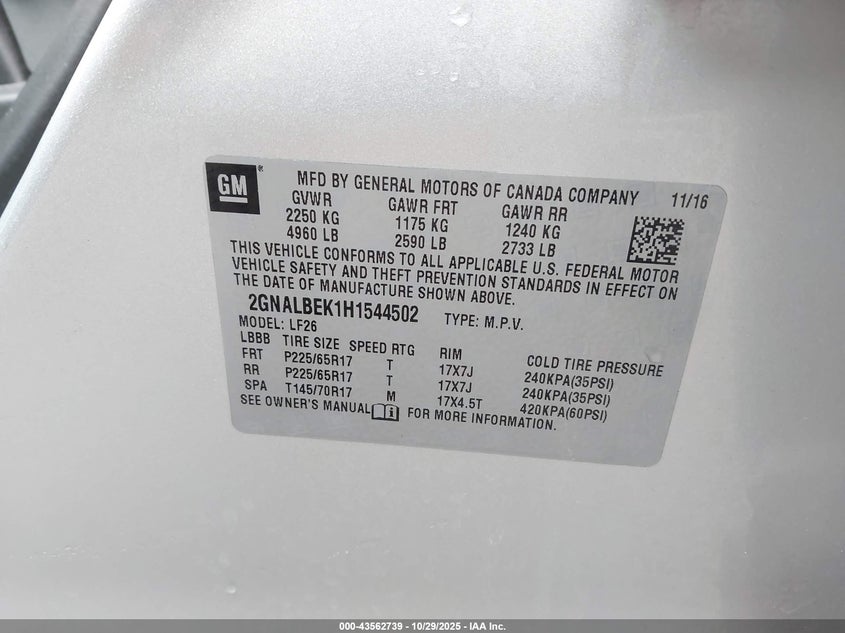 GM®
MFD BY GENERAL MOTORS OF CANADA COMPANY 11/16
GVWR GAWR FRT GAWR RR
2250 KG 1175 KG 1240 KG
4960 LB 2590 LB 2733 LB
THIS VEHICLE CONFORMS TO ALL APPLICABLE U.S. FEDERAL MOTOR
VEHICLE SAFETY AND THEFT PREVENTION STANDARDS IN EFFECT ON
THE DATE OF MANUFACTURE SHOWN ABOVE.
2GNALBEK1H1544502 TYPE: M.P.V.
MODEL: LF26
LBBB TIRE SIZE SPEED RTG RIM COLD TIRE PRESSURE
FRT P225/65R17 T 17X7J 240KPA(35PSI)
RR P225/65R17 T 17X7J 240KPA(35PSI)
SPA T145/70R17 M 17X4.5T 420KPA(60PSI)
SEE OWNER'S MANUAL FOR MORE INFORMATION.
000-43562739 - 10/29/2025 - IAA Inc.